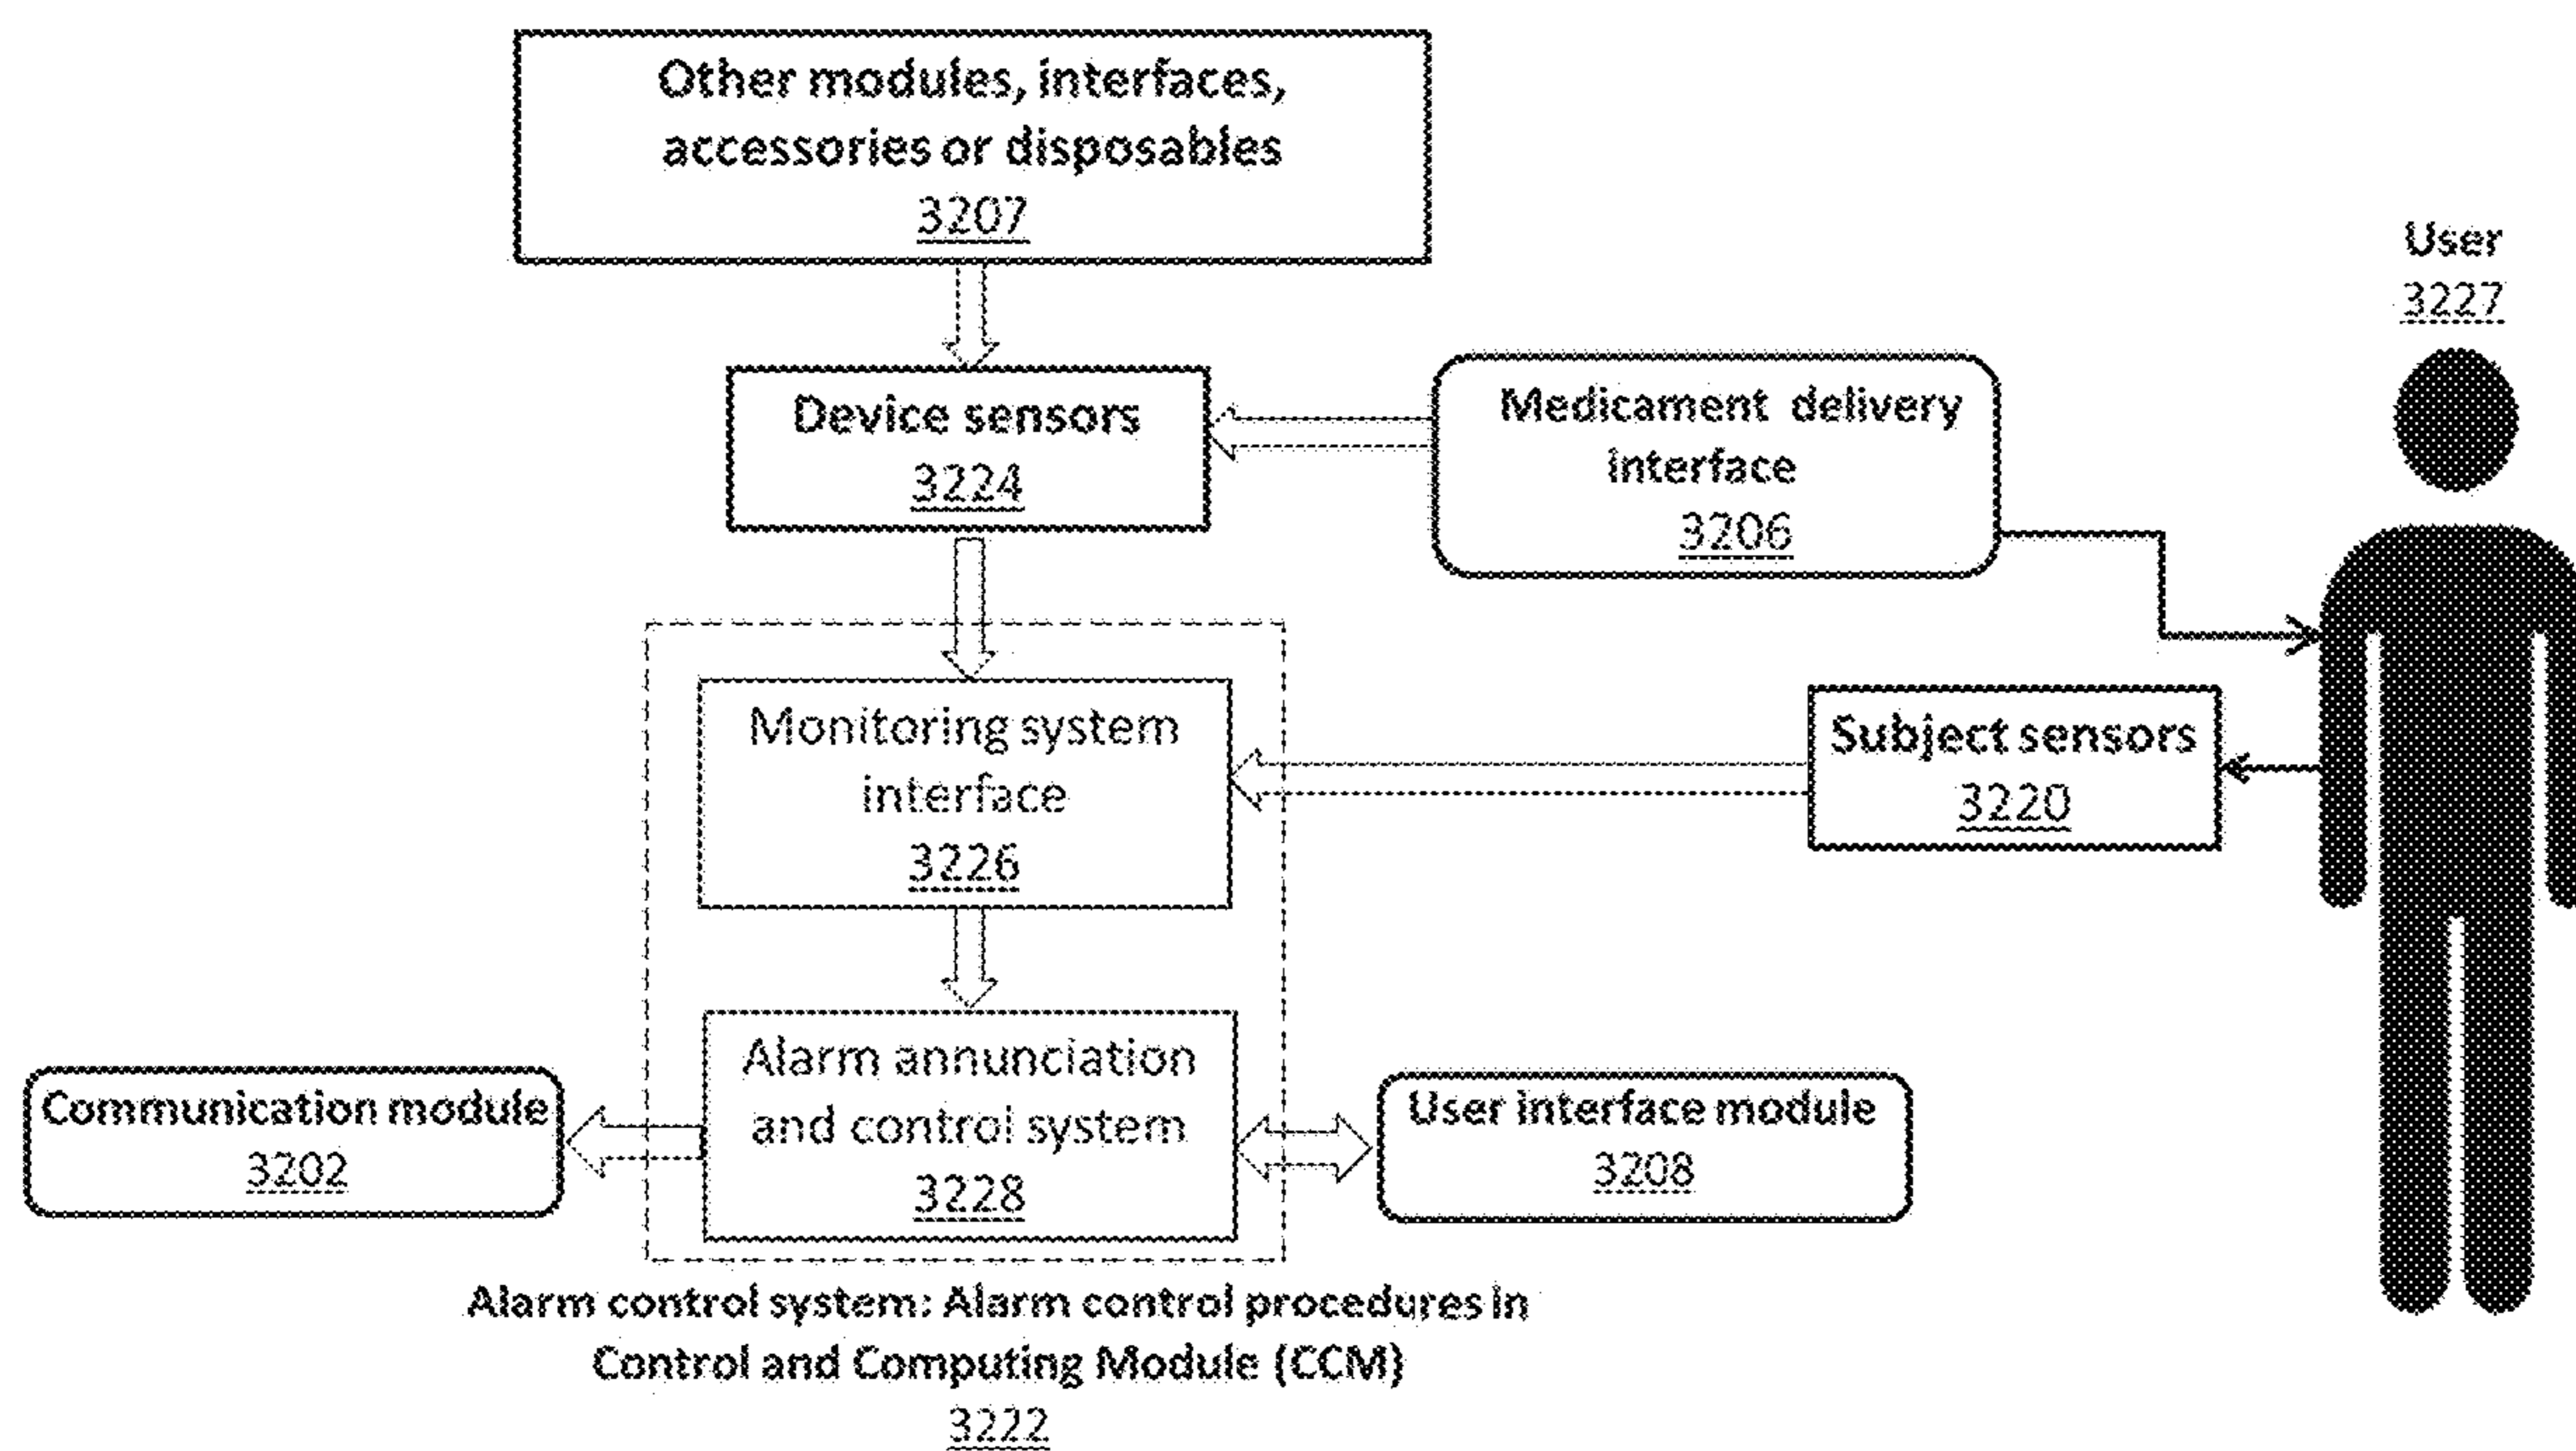 Other modules, interfaces,
accessories or disposables
3207
User
3227
Device sensors
3224
Medicament delivery
interface
3206
Monitoring system
interface
3226
Subject sensors
3220
Alarm annunciation
and control system
3228
Communication module
3202
User interface module
3208
Alarm control system: Alarm control procedures in
Control and Computing Module (CCM)
3222